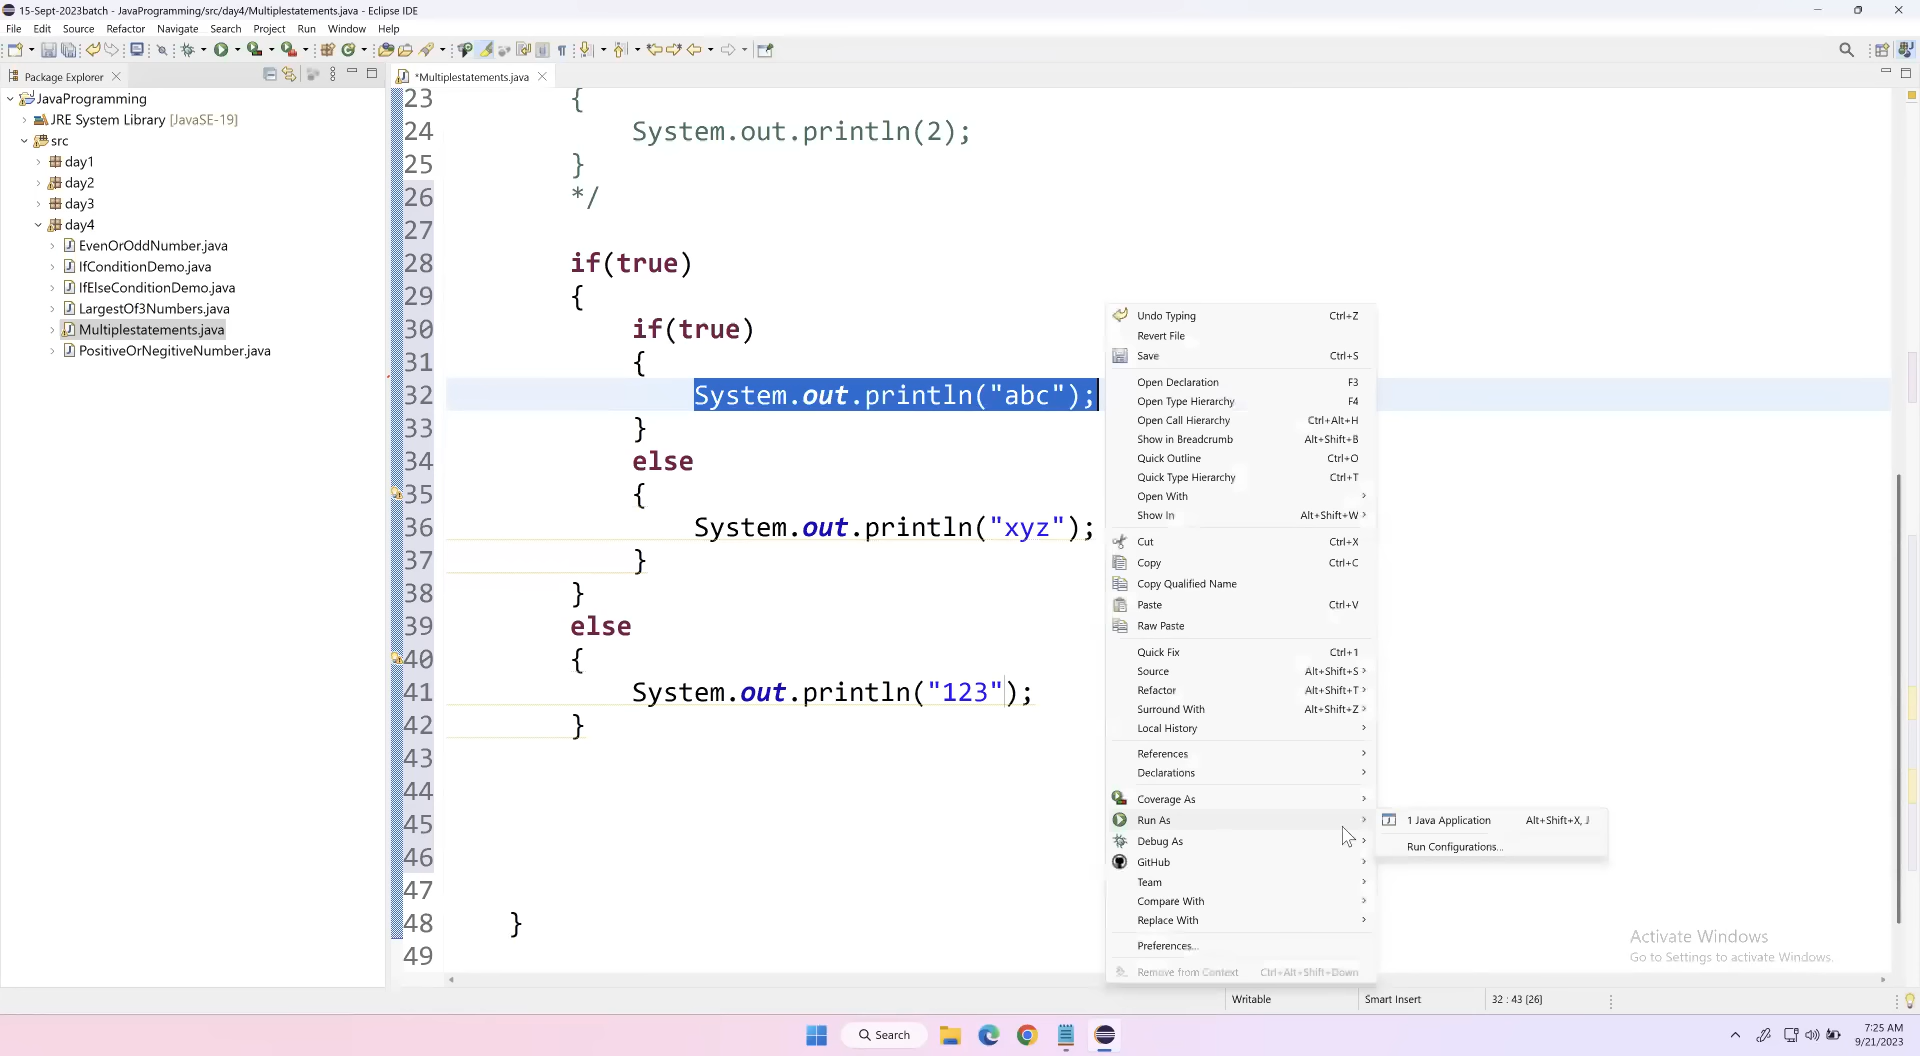 15-Sept-2023batch - JavaProgramming/src/day4/Multiplestatements.java - Eclipse IDE
File Edit Source Refactor Navigate Search Project Run Window Help
Package Explorer
*Multiplestatements.java
JavaProgramming
JRE System Library [JavaSE-19]
src
day1
day2
day3
day4
EvenOrOddNumber.java
IfConditionDemo.java
IfElseConditionDemo.java
LargestOf3Numbers.java
Multiplestatements.java
PositiveOrNegitiveNumber.java
23 {
24 System.out.println(2);
25 }
26 */
27
28 if(true)
29 {
30 if(true)
31 {
32 System.out.println("abc");
33 }
34 else
35 {
36 System.out.println("xyz");
37 }
38 }
39 else
40 {
41 System.out.println("123");
42 }
43
44
45
46
47
48 }
49
Undo Typing Ctrl+Z
Revert File
Save Ctrl+S
Open Declaration F3
Open Type Hierarchy F4
Open Call Hierarchy Ctrl+Alt+H
Show in Breadcrumb Alt+Shift+B
Quick Outline Ctrl+O
Quick Type Hierarchy Ctrl+T
Open With
Show In Alt+Shift+W
Cut Ctrl+X
Copy Ctrl+C
Copy Qualified Name
Paste Ctrl+V
Raw Paste
Quick Fix Ctrl+1
Source Alt+Shift+S
Refactor Alt+Shift+T
Surround With Alt+Shift+Z
Local History
References
Declarations
Coverage As
Run As
Debug As
GitHub
Team
Compare With
Replace With
Preferences...
Remove from Context Ctrl+Alt+Shift+Down
1 Java Application Alt+Shift+X, J
Run Configurations...
Activate Windows
Go to Settings to activate Windows.
Writable Smart Insert 32 : 43 [26]
Search
7:25 AM
9/21/2023